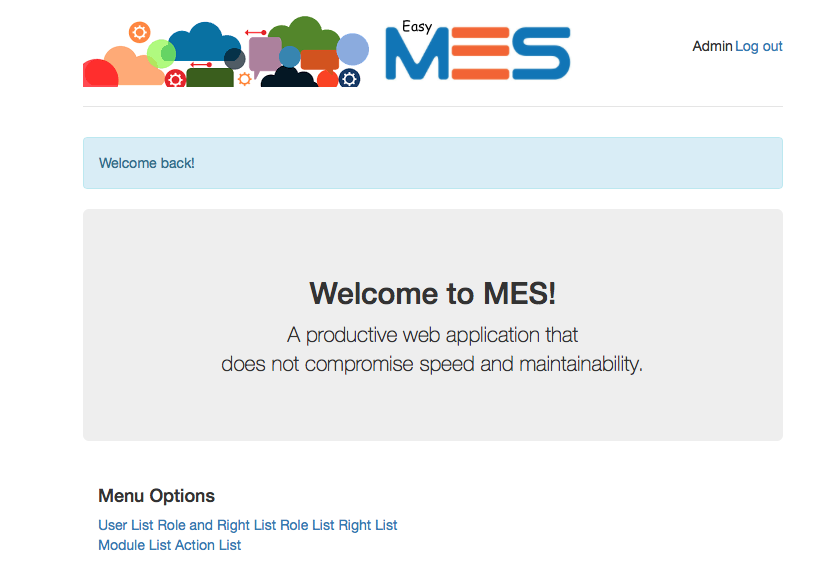 Easy
MES
Admin Log out
Welcome back!
Welcome to MES!
A productive web application that
does not compromise speed and maintainability.
Menu Options
User List Role and Right List Role List Right List
Module List Action List